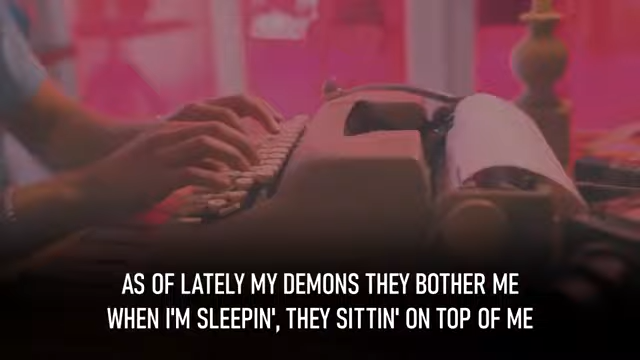 AS OF LATELY MY DEMONS THEY BOTHER ME
WHEN I'M SLEEPIN', THEY SITTIN' ON TOP OF ME